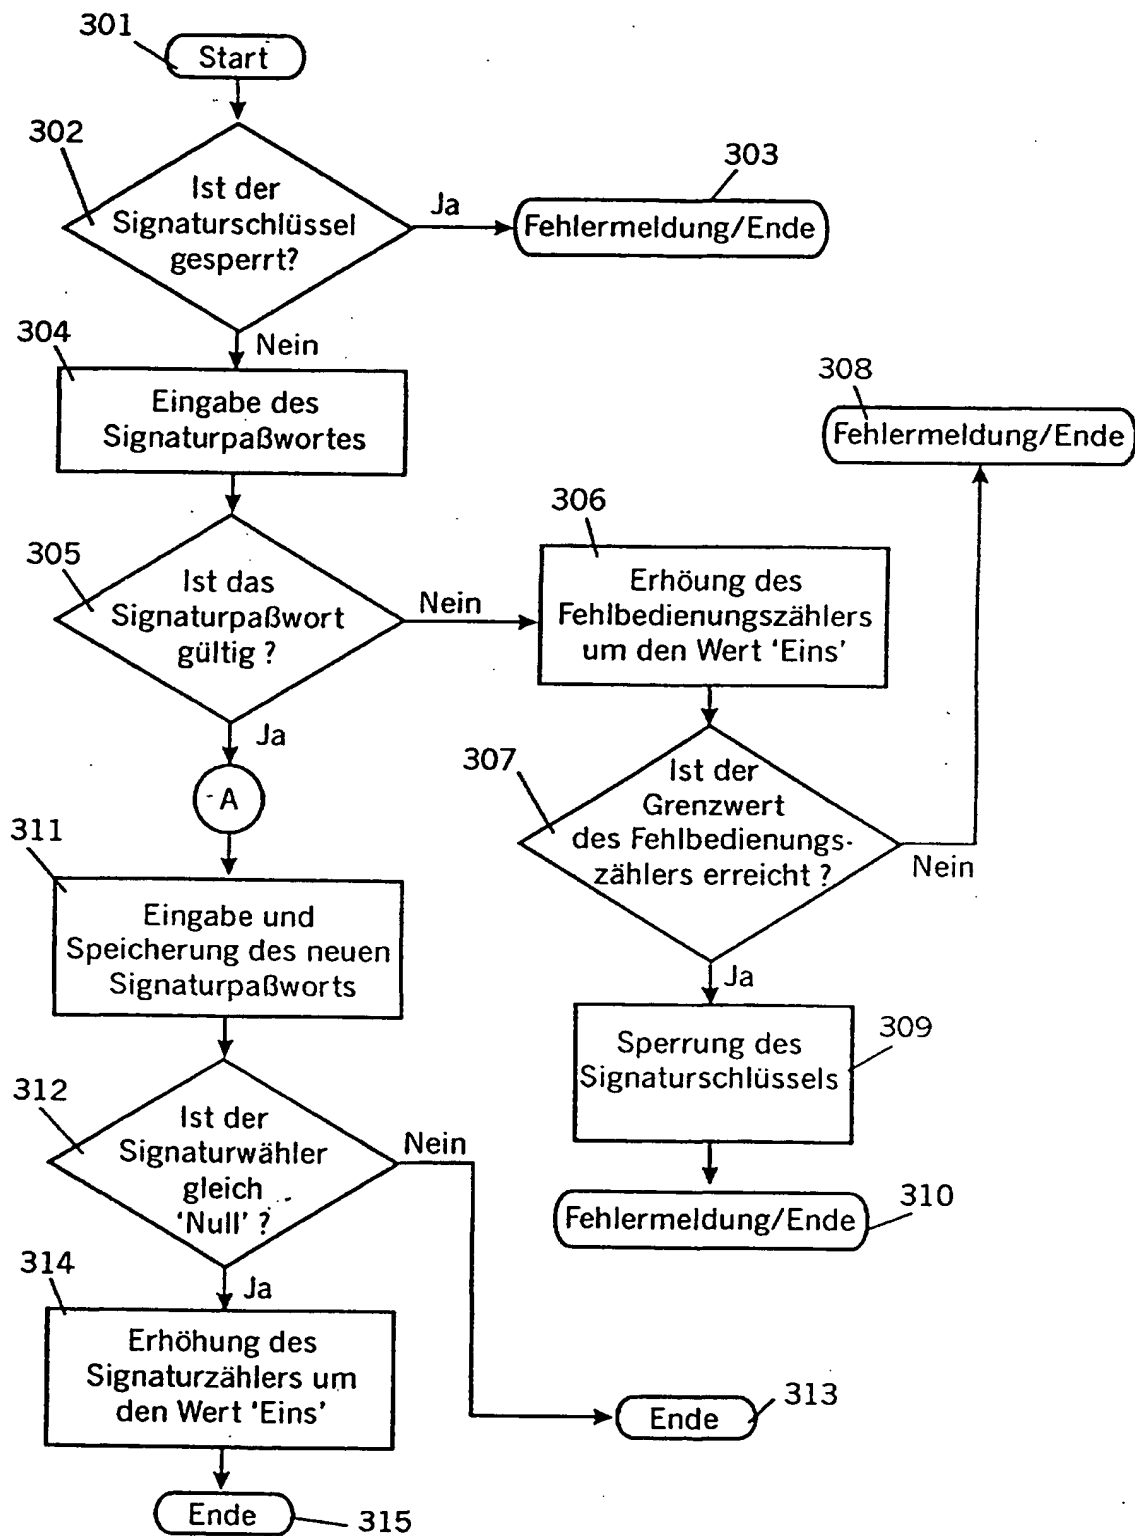 301
Start
302
Ist der
Signaturschlüssel
gesperrt?
Ja
303
Fehlermeldung/Ende
Nein
304
Eingabe des
Signaturpaßwortes
305
Ist das
Signaturpaßwort
gültig ?
Nein
306
Erhöung des
Fehlbedienungszählers
um den Wert 'Eins'
308
Fehlermeldung/Ende
307
Ist der
Grenzwert
des Fehlbedienungs-
zählers erreicht ?
Nein
Ja
309
Sperrung des
Signaturschlüssels
310
Fehlermeldung/Ende
Ja
A
311
Eingabe und
Speicherung des neuen
Signaturpaßworts
312
Ist der
Signaturwähler
gleich
'Null' ?
Nein
313
Ende
Ja
314
Erhöhung des
Signaturzählers um
den Wert 'Eins'
Ende
315